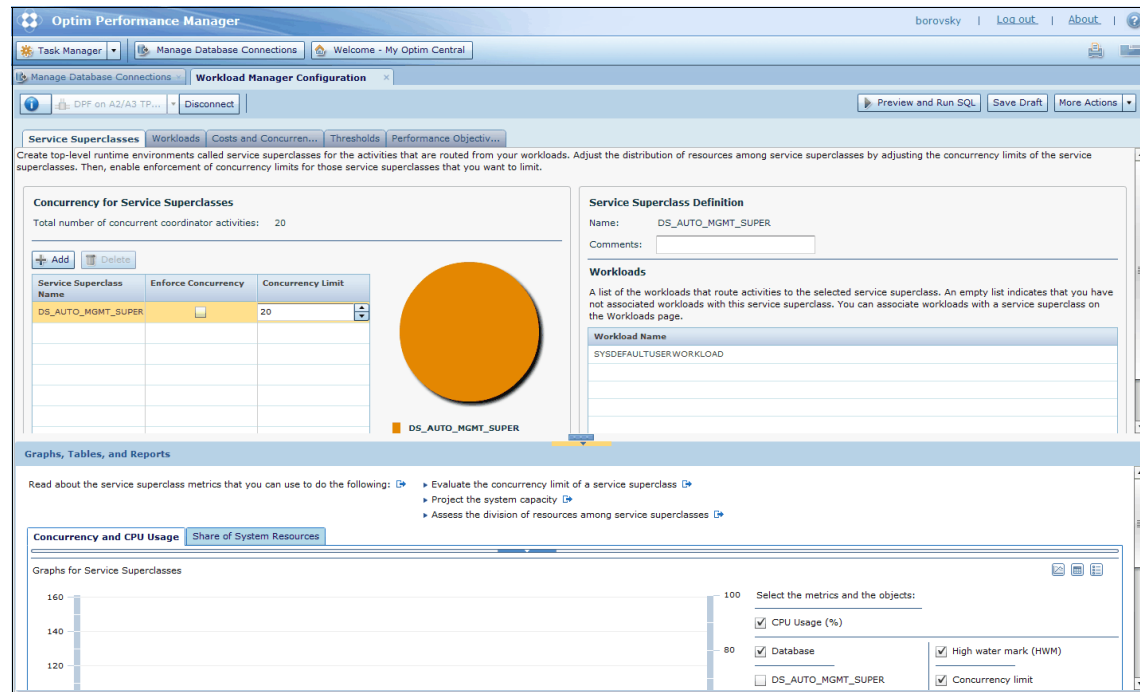 Optim Performance Manager
borovsky | Log out | About | ?
Task Manager Manage Database Connections Welcome - My Optim Central
Manage Database Connections × Workload Manager Configuration ×
DPF on A2/A3 TP... Disconnect Preview and Run SQL Save Draft More Actions
Service Superclasses Workloads Costs and Concurren... Thresholds Performance Objectiv...
Create top-level runtime environments called service superclasses for the activities that are routed from your workloads. Adjust the distribution of resources among service superclasses by adjusting the concurrency limits of the service
superclasses. Then, enable enforcement of concurrency limits for those service superclasses that you want to limit.
Concurrency for Service Superclasses
Total number of concurrent coordinator activities: 20
Add Delete
Service Superclass Name Enforce Concurrency Concurrency Limit
DS_AUTO_MGMT_SUPER 20
DS_AUTO_MGMT_SUPER
Service Superclass Definition
Name: DS_AUTO_MGMT_SUPER
Comments:
Workloads
A list of the workloads that route activities to the selected service superclass. An empty list indicates that you have
not associated workloads with this service superclass. You can associate workloads with a service superclass on
the Workloads page.
Workload Name
SYSDEFAULTUSERWORKLOAD
Graphs, Tables, and Reports
Read about the service superclass metrics that you can use to do the following: Evaluate the concurrency limit of a service superclass
Project the system capacity
Assess the division of resources among service superclasses
Concurrency and CPU Usage Share of System Resources
Graphs for Service Superclasses
160 100 Select the metrics and the objects:
CPU Usage (%)
140 80 Database High water mark (HWM)
120 DS_AUTO_MGMT_SUPER Concurrency limit